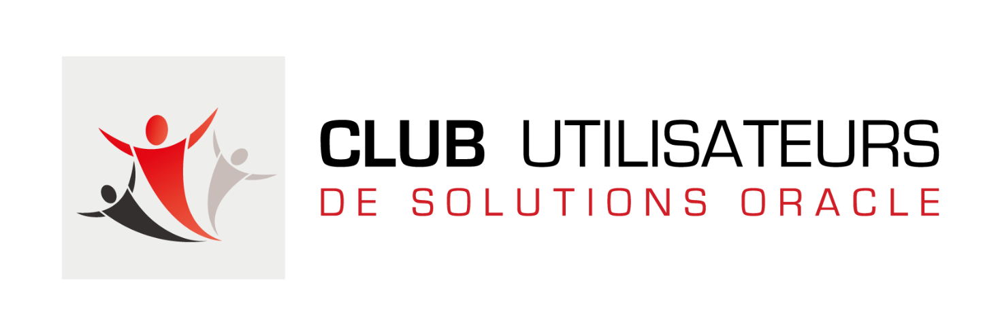 CLUB UTILISATEURS
DE SOLUTIONS ORACLE